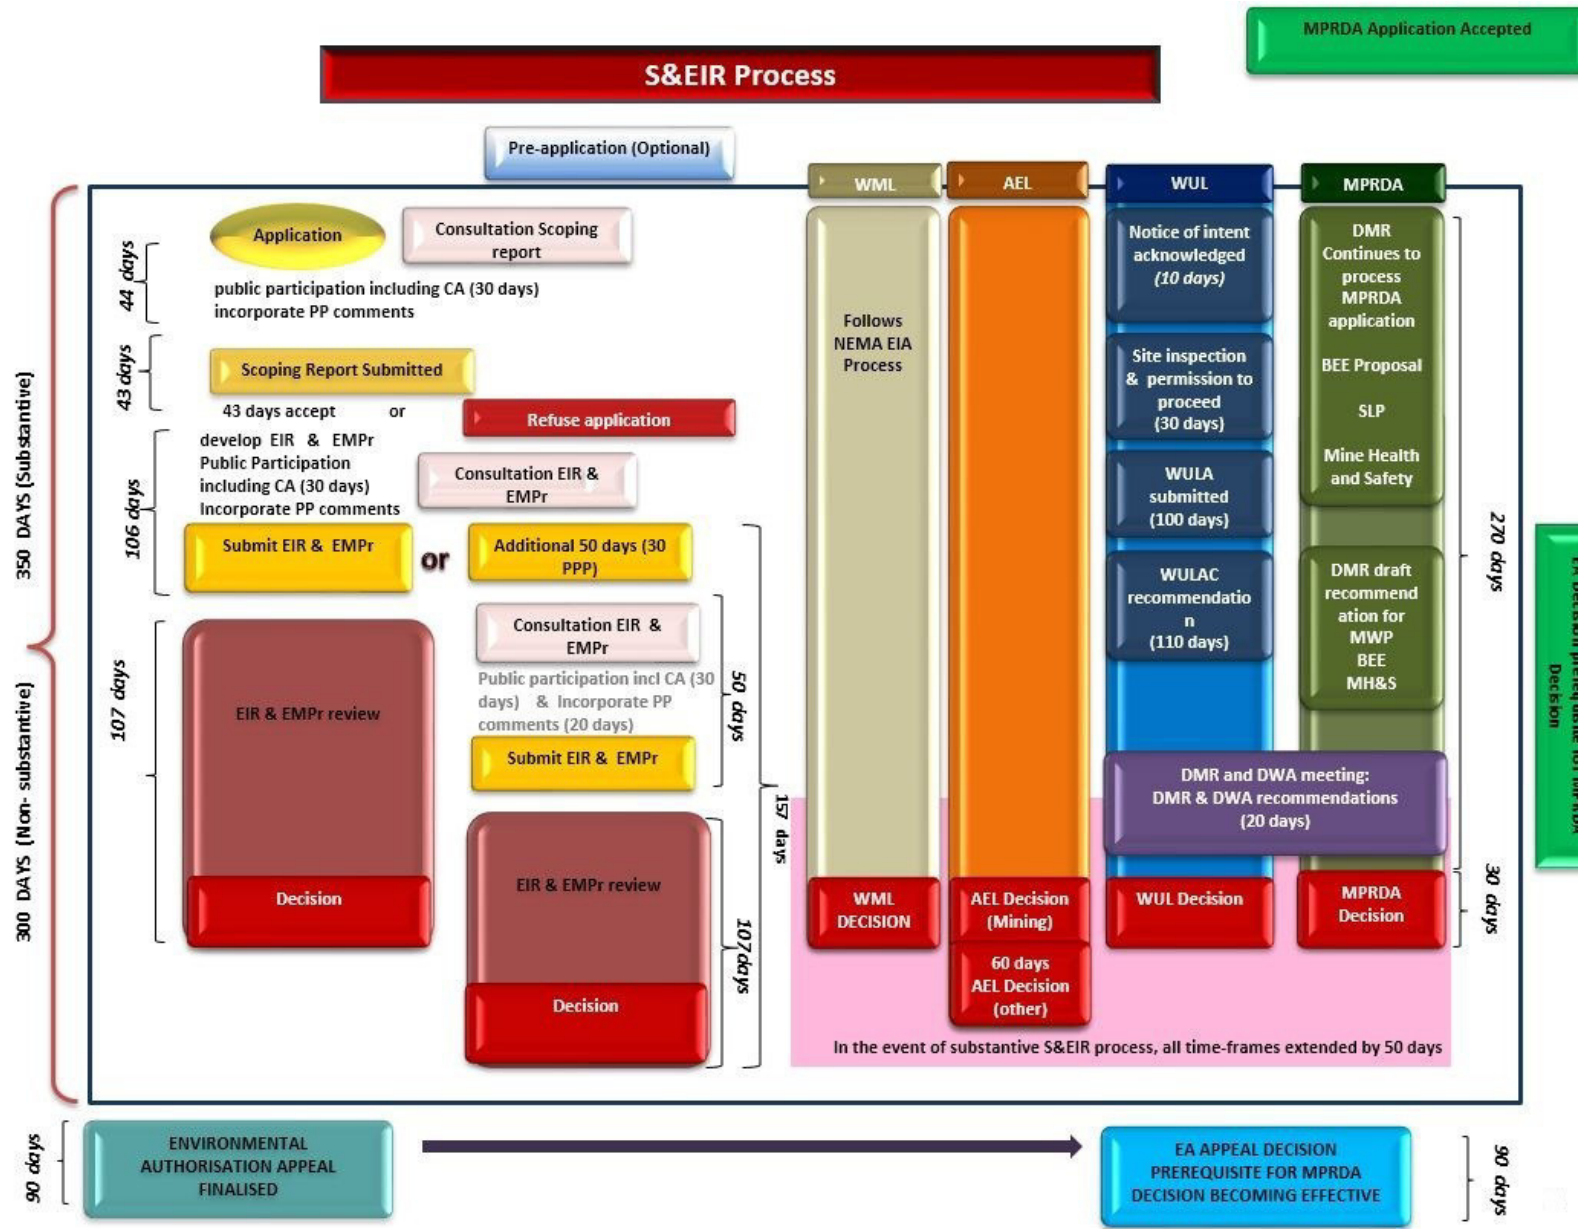 MPRDA Application Accepted
S&EIR Process
Pre-application (Optional)
WML
AEL
WUL
MPRDA
350 DAYS (Substantive)
300 DAYS (Non- substantive)
44 days
Application
Consultation Scoping
report
public participation including CA (30 days)
incorporate PP comments
43 days
Scoping Report Submitted
43 days accept or
Refuse application
106 days
develop EIR & EMPr
Public Participation
including CA (30 days)
Incorporate PP comments
Consultation EIR &
EMPr
Submit EIR & EMPr
or
Additional 50 days (30
PPP)
107 days
EIR & EMPr review
Decision
Consultation EIR &
EMPr
Public participation incl CA (30
days) & Incorporate PP
comments (20 days)
Submit EIR & EMPr
50 days
157 days
EIR & EMPr review
Decision
107 days
Follows
NEMA EIA
Process
WML
DECISION
AEL Decision
(Mining)
60 days
AEL Decision
(other)
Notice of intent
acknowledged
(10 days)
Site inspection
& permission to
proceed
(30 days)
WULA
submitted
(100 days)
WULAC
recommendatio
n
(110 days)
DMR
Continues to
process
MPRDA
application
BEE Proposal
SLP
Mine Health
and Safety
DMR draft
recommend
ation for
MWP
BEE
MH&S
DMR and DWA meeting:
DMR & DWA recommendations
(20 days)
WUL Decision
MPRDA
Decision
270 days
30 days
EA Decision prerequisite for MPRDA
Decision
In the event of substantive S&EIR process, all time-frames extended by 50 days
90 days
ENVIRONMENTAL
AUTHORISATION APPEAL
FINALISED
EA APPEAL DECISION
PREREQUISITE FOR MPRDA
DECISION BECOMING EFFECTIVE
90 days